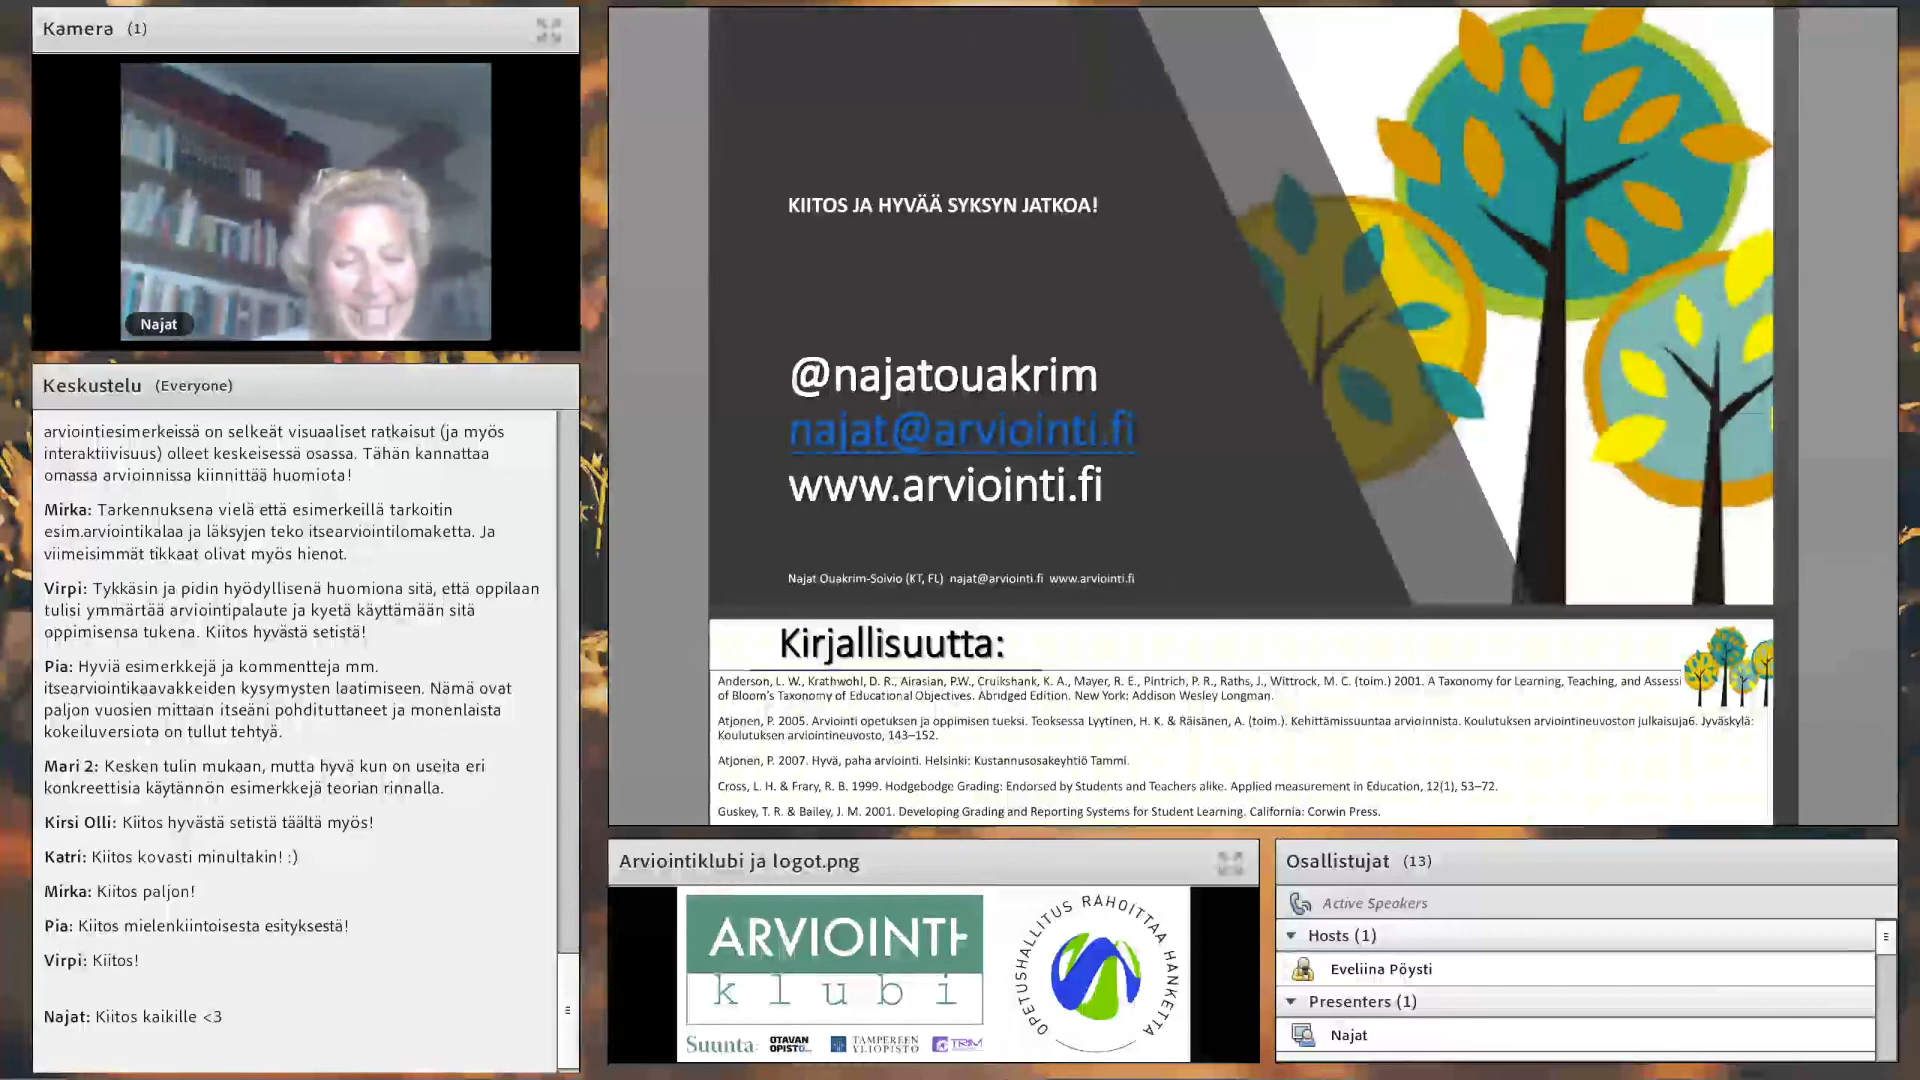 Kamera (1)
Najat
Keskustelu (Everyone)
arviointiesimerkeissä on selkeät visuaaliset ratkaisut (ja myös
interaktiivisuus) olleet keskeisessä osassa. Tähän kannattaa
omassa arvioinnissa kiinnittää huomiota!
Mirka: Tarkennuksena vielä että esimerkeillä tarkoitin
esim.arviointikalaa ja läksyjen teko itsearviointilomaketta. Ja
viimeisimmät tikkaat olivat myös hienot.
Virpi: Tykkäsin ja pidin hyödyllisenä huomiona sitä, että oppilaan
tulisi ymmärtää arviointipalaute ja kyetä käyttämään sitä
oppimisensa tukena. Kiitos hyvästä setistä!
Pia: Hyviä esimerkkejä ja kommentteja mm.
itsearviointikaavakkeiden kysymysten laatimiseen. Nämä ovat
paljon vuosien mittaan itseäni pohdituttaneet ja monenlaista
kokeiluversiota on tullut tehtyä.
Mari 2: Kesken tulin mukaan, mutta hyvä kun on useita eri
konkreettisia käytännön esimerkkejä teorian rinnalla.
Kirsi Olli: Kiitos hyvästä setistä täältä myös!
Katri: Kiitos kovasti minultakin! :)
Mirka: Kiitos paljon!
Pia: Kiitos mielenkiintoisesta esityksestä!
Virpi: Kiitos!
Najat: Kiitos kaikille <3
KIITOS JA HYVÄÄ SYKSYN JATKOA!
@najatouakrim
najat@arviointi.fi
www.arviointi.fi
Najat Ouakrim-Soivio (KT, FL) najat@arviointi.fi www.arviointi.fi
Kirjallisuutta:
Anderson, L. W., Krathwohl, D. R., Airasian, P.W., Cruikshank, K. A., Mayer, R. E., Pintrich, P. R., Raths, J., Wittrock, M. C. (toim.) 2001. A Taxonomy for Learning, Teaching, and Assessi
of Bloom's Taxonomy of Educational Objectives. Abridged Edition. New York: Addison Wesley Longman.
Atjonen, P. 2005. Arviointi opetuksen ja oppimisen tueksi. Teoksessa Lyytinen, H. K. & Räisänen, A. (toim.). Kehittämissuuntaa arvioinnista. Koulutuksen arviointineuvoston julkaisuja6. Jyväskylä:
Koulutuksen arviointineuvosto, 143–152.
Atjonen, P. 2007. Hyvä, paha arviointi. Helsinki: Kustannusosakeyhtiö Tammi.
Cross, L. H. & Frary, R. B. 1999. Hodgebodge Grading: Endorsed by Students and Teachers alike. Applied measurement in Education, 12(1), 53–72.
Guskey, T. R. & Bailey, J. M. 2001. Developing Grading and Reporting Systems for Student Learning. California: Corwin Press.
Arviointiklubi ja logot.png
ARVIOINTI
klubi
OPETUSHALLITUS RAHOITTAA HANKETTA
Suunta:
OTAVAN
OPISTO
TAMPEREEN
YLIOPISTO
TRIM
Osallistujat (13)
Active Speakers
Hosts (1)
Eveliina Pöysti
Presenters (1)
Najat